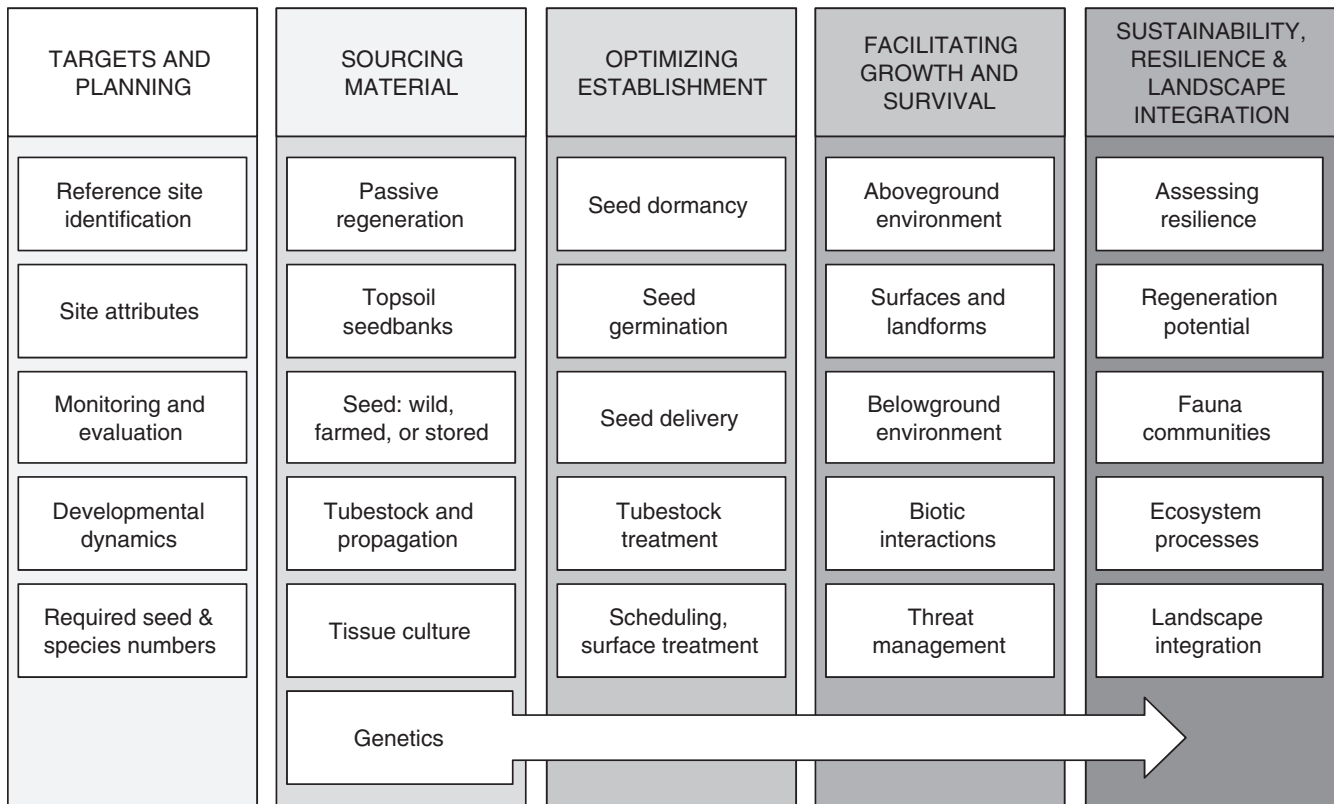 TARGETS AND
PLANNING
Reference site
identification
Site attributes
Monitoring and
evaluation
Developmental
dynamics
Required seed &
species numbers
SOURCING
MATERIAL
Passive
regeneration
Topsoil
seedbanks
Seed: wild,
farmed, or stored
Tubestock and
propagation
Tissue culture
Genetics
OPTIMIZING
ESTABLISHMENT
Seed dormancy
Seed
germination
Seed delivery
Tubestock
treatment
Scheduling,
surface treatment
FACILITATING
GROWTH AND
SURVIVAL
Aboveground
environment
Surfaces and
landforms
Belowground
environment
Biotic
interactions
Threat
management
SUSTAINABILITY,
RESILIENCE &
LANDSCAPE
INTEGRATION
Assessing
resilience
Regeneration
potential
Fauna
communities
Ecosystem
processes
Landscape
integration